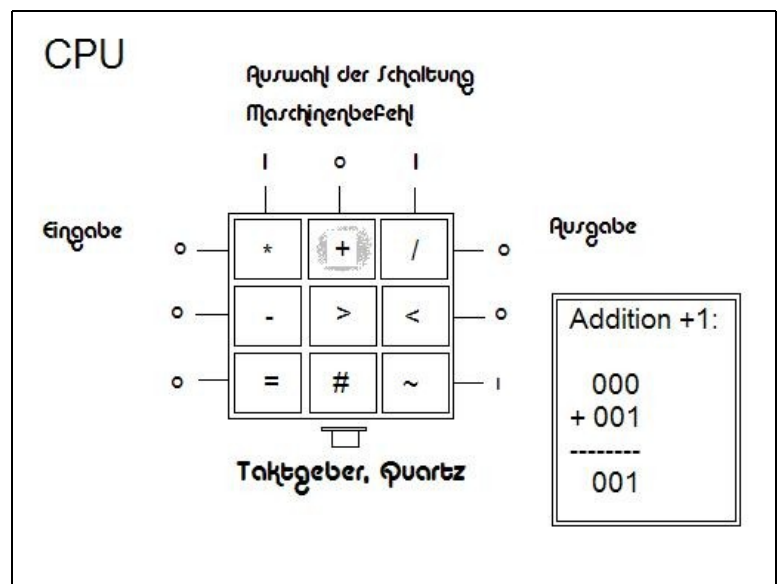 CPU
Auswahl der Schaltung
Maschinenbefehl
I o I
Eingabe
Ausgabe
o * + / o
o - > < o
o = # ~ I
Taktgeber, Quartz
Addition +1:
000
+ 001
--------
001